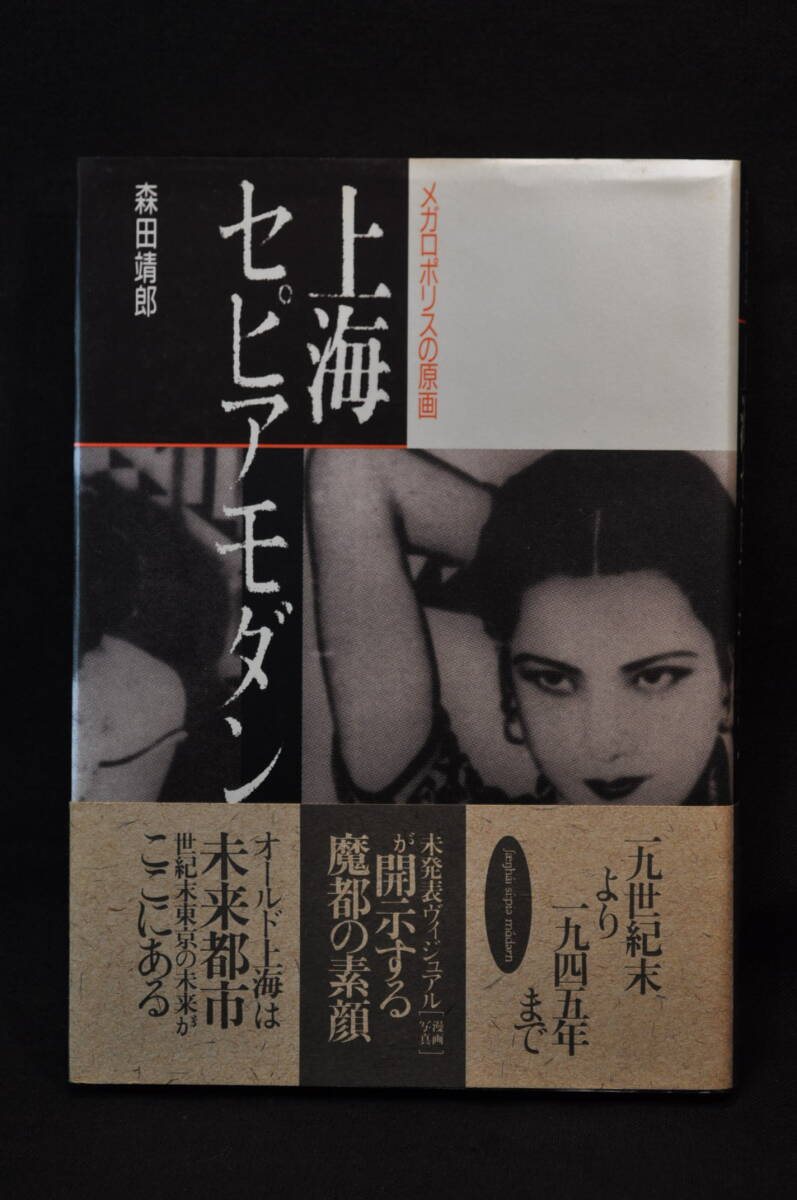 メガロポリスの原画
上海
セピアモダン
森田靖郎
一九世紀末
より
一九四五年
まで
ʃæŋhái síːpiə mádərn
未発表ヴィジュアル[漫画 写真]
が開示する
魔都の素顔
オールド上海は
未来都市
世紀末東京の未来が
ここにある